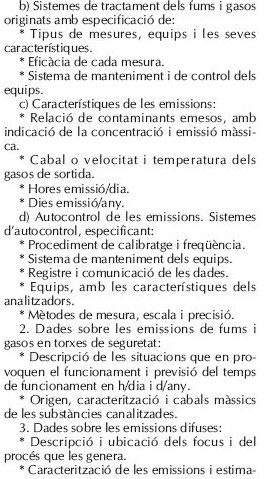 b) Sistemes de tractament dels fums i gasos
originats amb especificació de:
* Tipus de mesures, equips i les seves
característiques.
* Eficàcia de cada mesura.
* Sistema de manteniment i de control dels
equips.
c) Característiques de les emissions:
* Relació de contaminants emesos, amb
indicació de la concentració i emissió màssi-
ca.
* Cabal o velocitat i temperatura dels
gasos de sortida.
* Hores emissió/dia.
* Dies emissió/any.
d) Autocontrol de les emissions. Sistemes
d'autocontrol, especificant:
* Procediment de calibratge i freqüència.
* Sistema de manteniment dels equips.
* Registre i comunicació de les dades.
* Equips, amb les característiques dels
analitzadors.
* Mètodes de mesura, escala i precisió.
2. Dades sobre les emissions de fums i
gasos en torxes de seguretat:
* Descripció de les situacions que en pro-
voquen el funcionament i previsió del temps
de funcionament en h/dia i d/any.
* Origen, caracterització i cabals màssics
de les substàncies canalitzades.
3. Dades sobre les emissions difuses:
* Descripció i ubicació dels focus i del
procés que les genera.
* Caracterització de les emissions i estima-